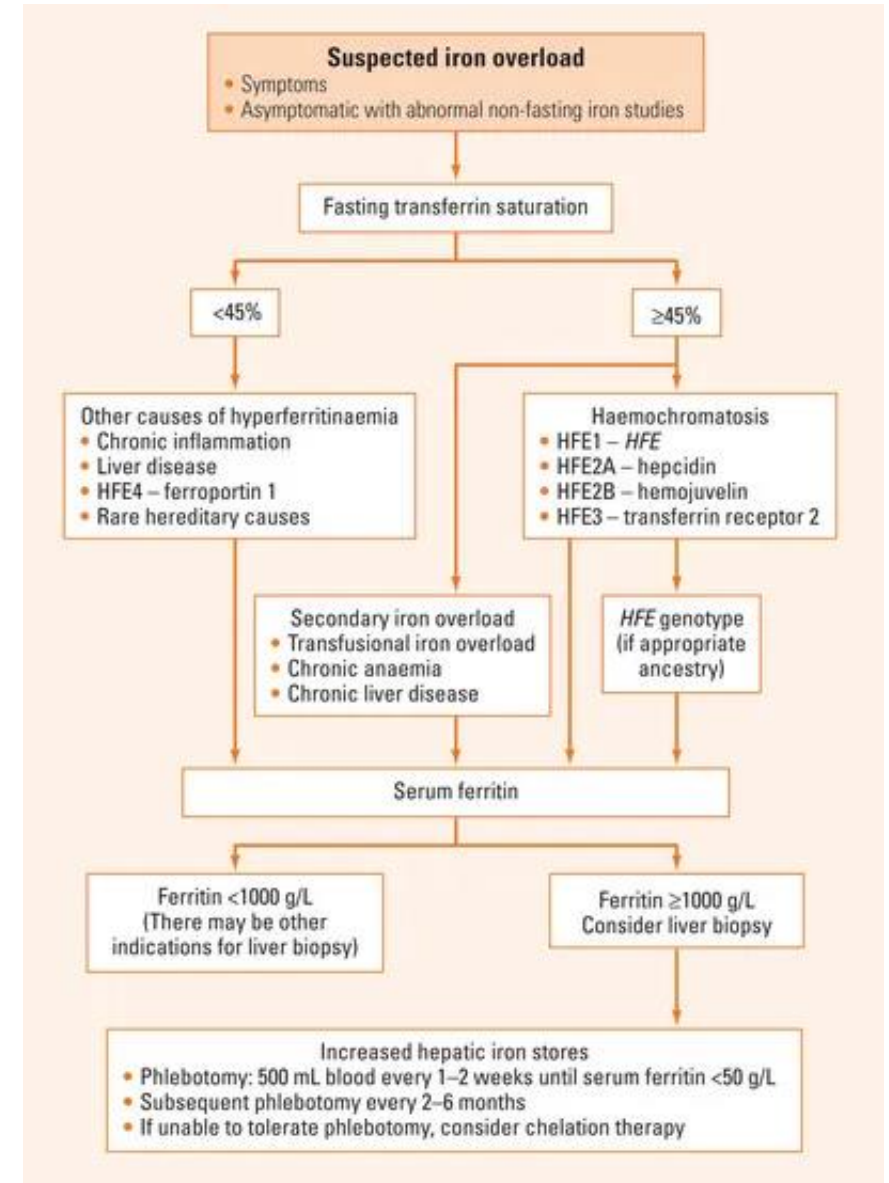 Suspected iron overload
• Symptoms
• Asymptomatic with abnormal non-fasting iron studies
Fasting transferrin saturation
<45%
≥45%
Other causes of hyperferritinaemia
• Chronic inflammation
• Liver disease
• HFE4 – ferroportin 1
• Rare hereditary causes
Haemochromatosis
• HFE1 – HFE
• HFE2A – hepcidin
• HFE2B – hemojuvelin
• HFE3 – transferrin receptor 2
Secondary iron overload
• Transfusional iron overload
• Chronic anaemia
• Chronic liver disease
HFE genotype
(if appropriate
ancestry)
Serum ferritin
Ferritin <1000 g/L
(There may be other
indications for liver biopsy)
Ferritin ≥1000 g/L
Consider liver biopsy
Increased hepatic iron stores
• Phlebotomy: 500 mL blood every 1–2 weeks until serum ferritin <50 g/L
• Subsequent phlebotomy every 2–6 months
• If unable to tolerate phlebotomy, consider chelation therapy